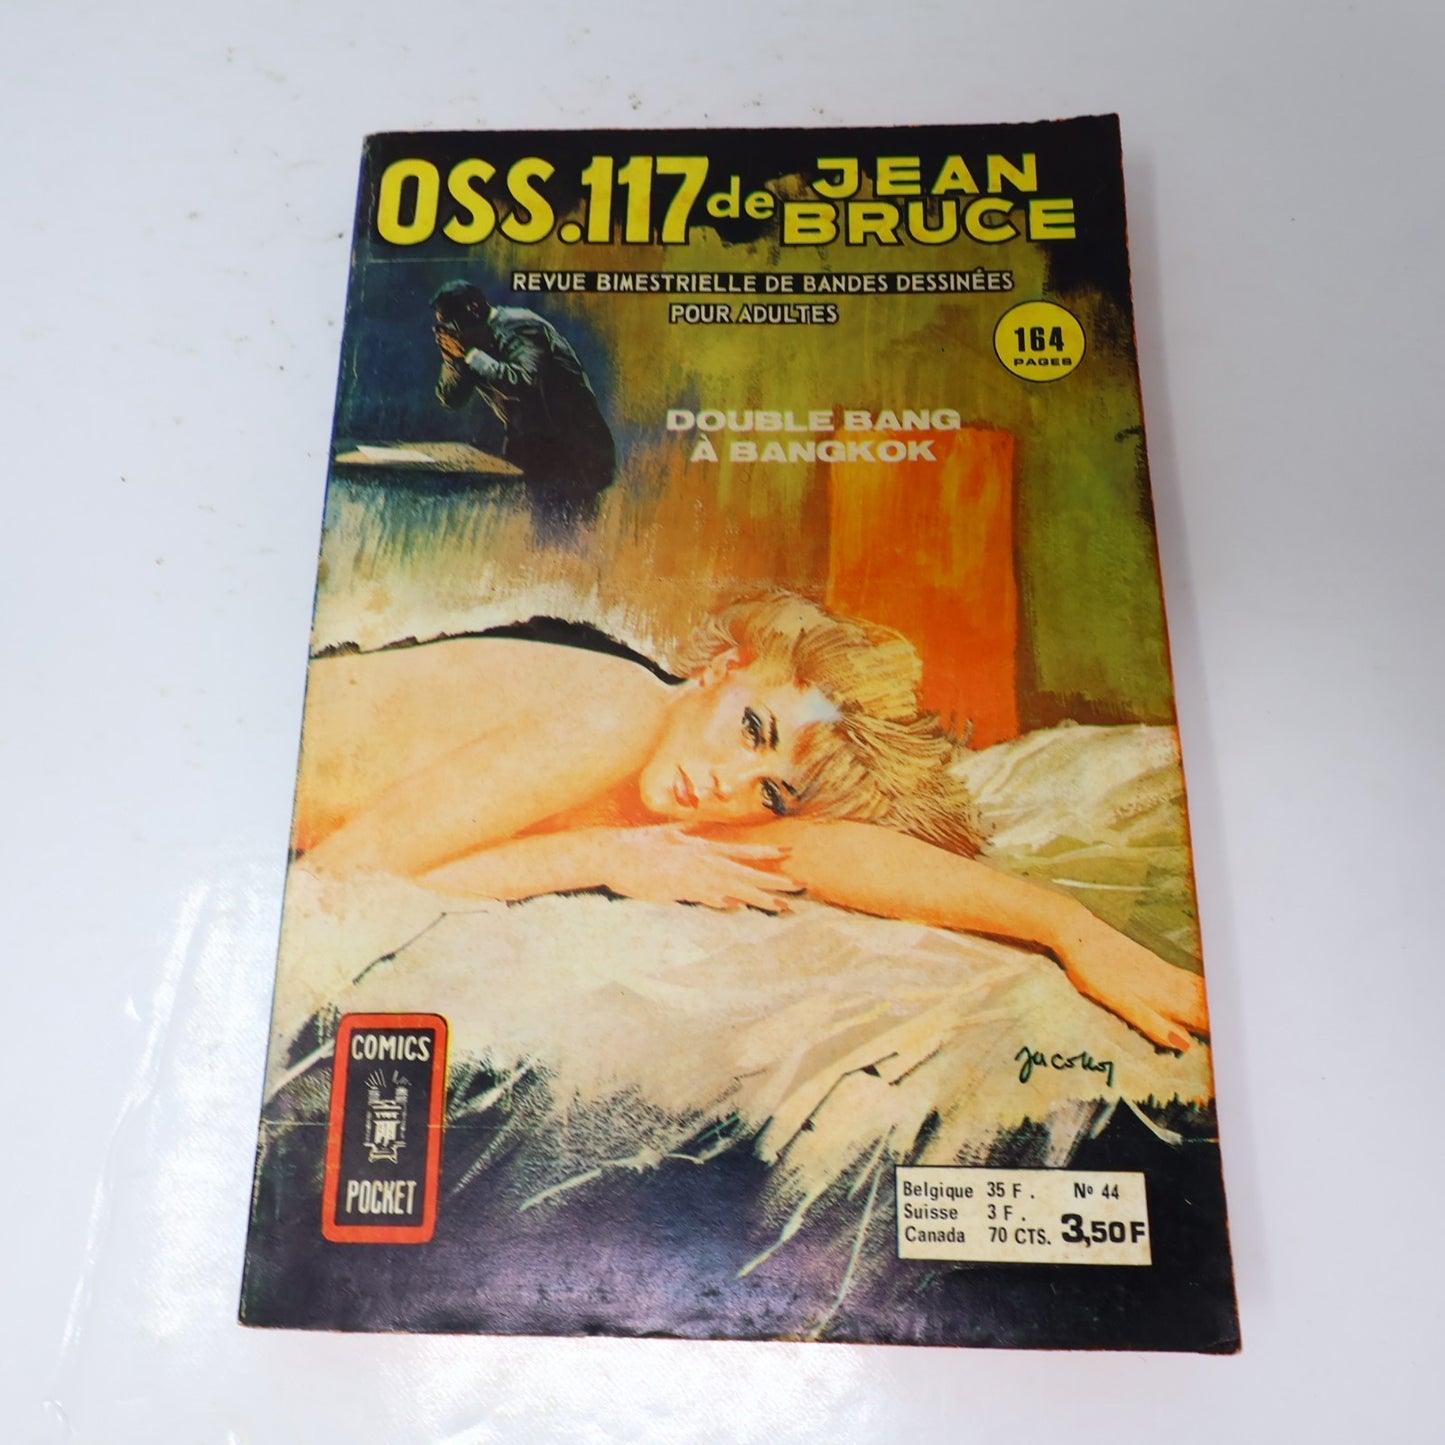 OSS.117 de JEAN BRUCE
REVUE BIMESTRIELLE DE BANDES DESSINÉES
POUR ADULTES
164
PAGES
DOUBLE BANG
À BANGKOK
COMICS
POCKET
Belgique 35 F. Nº 44
Suisse 3 F.
Canada 70 CTS. 3,50F